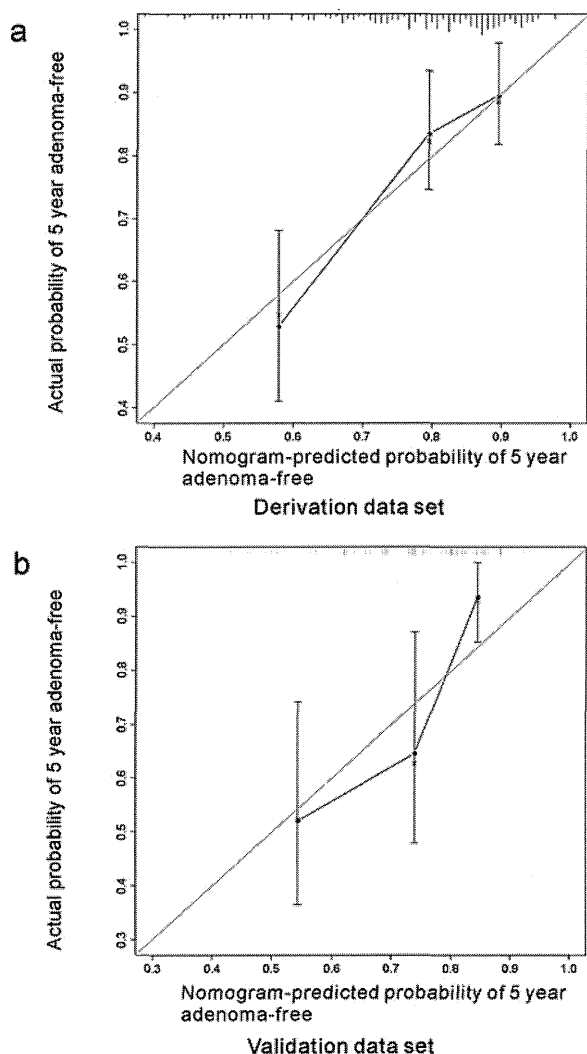 a
Actual probability of 5 year adenoma-free
1.0
0.9
0.8
0.7
0.6
0.5
0.4
0.4 0.5 0.6 0.7 0.8 0.9 1.0
Nomogram-predicted probability of 5 year
adenoma-free
Derivation data set
b
Actual probability of 5 year adenoma-free
1.0
0.9
0.8
0.7
0.6
0.5
0.4
0.3
0.3 0.4 0.5 0.6 0.7 0.8 0.9 1.0
Nomogram-predicted probability of 5 year
adenoma-free
Validation data set